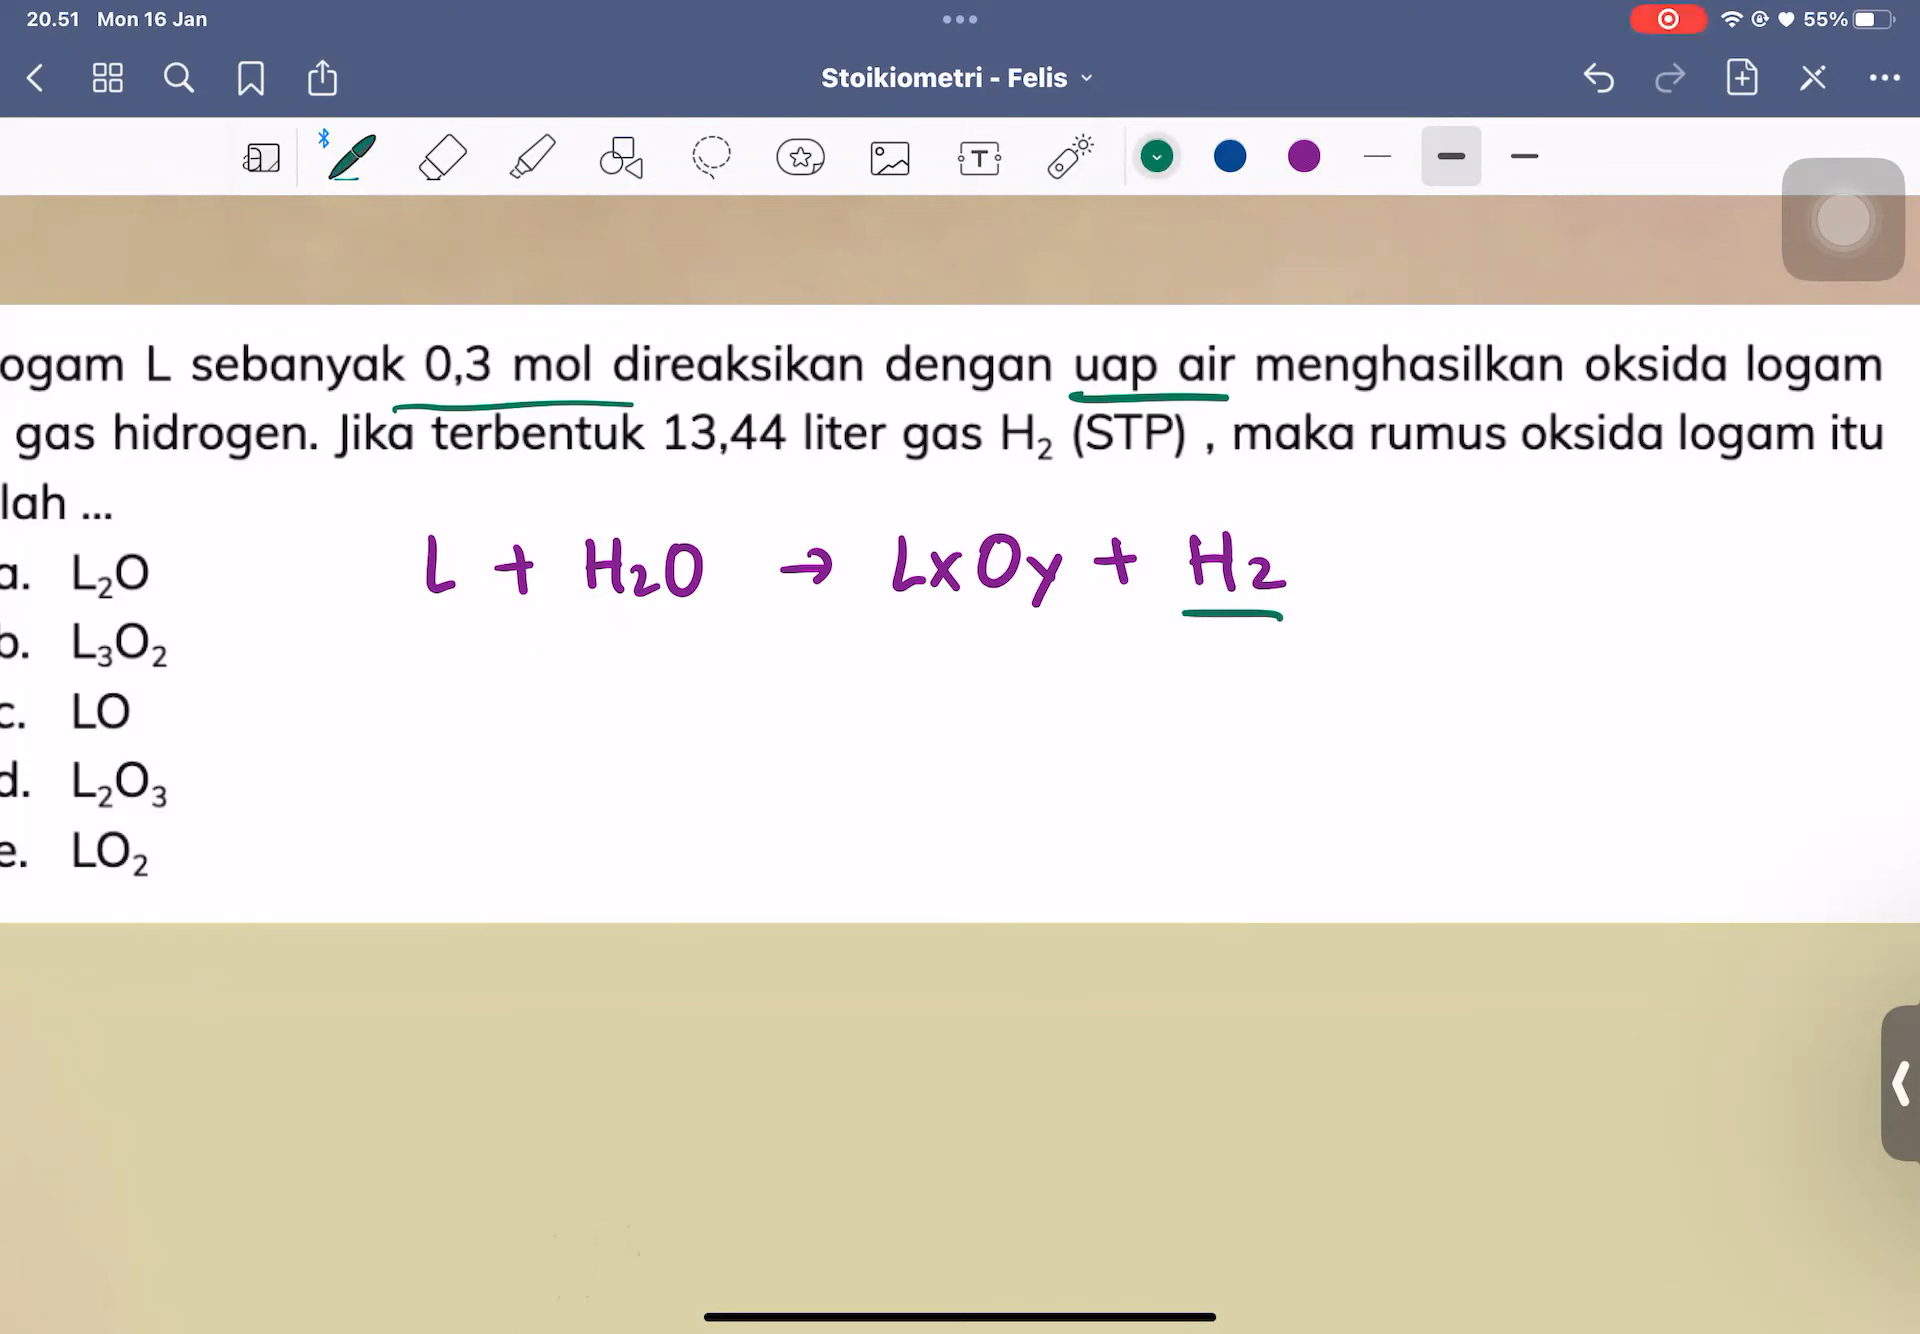 20.51 Mon 16 Jan
55%
Stoikiometri - Felis
ogam L sebanyak 0,3 mol direaksikan dengan uap air menghasilkan oksida logam
gas hidrogen. Jika terbentuk 13,44 liter gas H₂ (STP) , maka rumus oksida logam itu
lah ...
L + H₂O → LxOy + H₂
a. L₂O
b. L₃O₂
c. LO
d. L₂O₃
e. LO₂